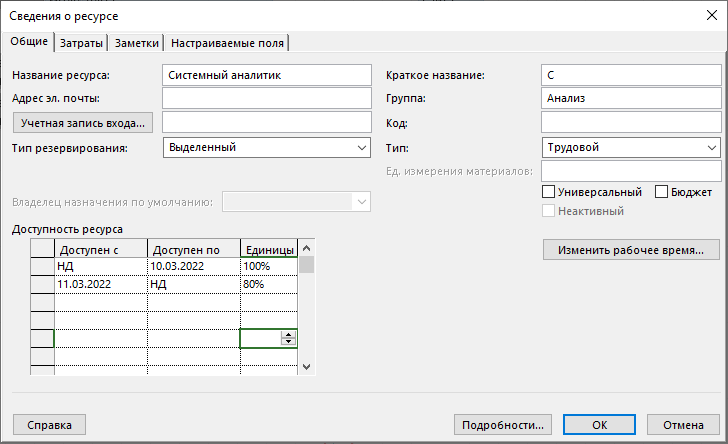 Сведения о ресурсе
Общие Затраты Заметки Настраиваемые поля
Название ресурса: Системный аналитик Краткое название: С
Адрес эл. почты: Группа: Анализ
Учетная запись входа... Код:
Тип резервирования: Выделенный Тип: Трудовой
Ед. измерения материалов:
Владелец назначения по умолчанию: Универсальный Бюджет
Неактивный
Доступность ресурса
Доступен с Доступен по Единицы Изменить рабочее время...
НД 10.03.2022 100%
11.03.2022 НД 80%
Справка Подробности... ОК Отмена